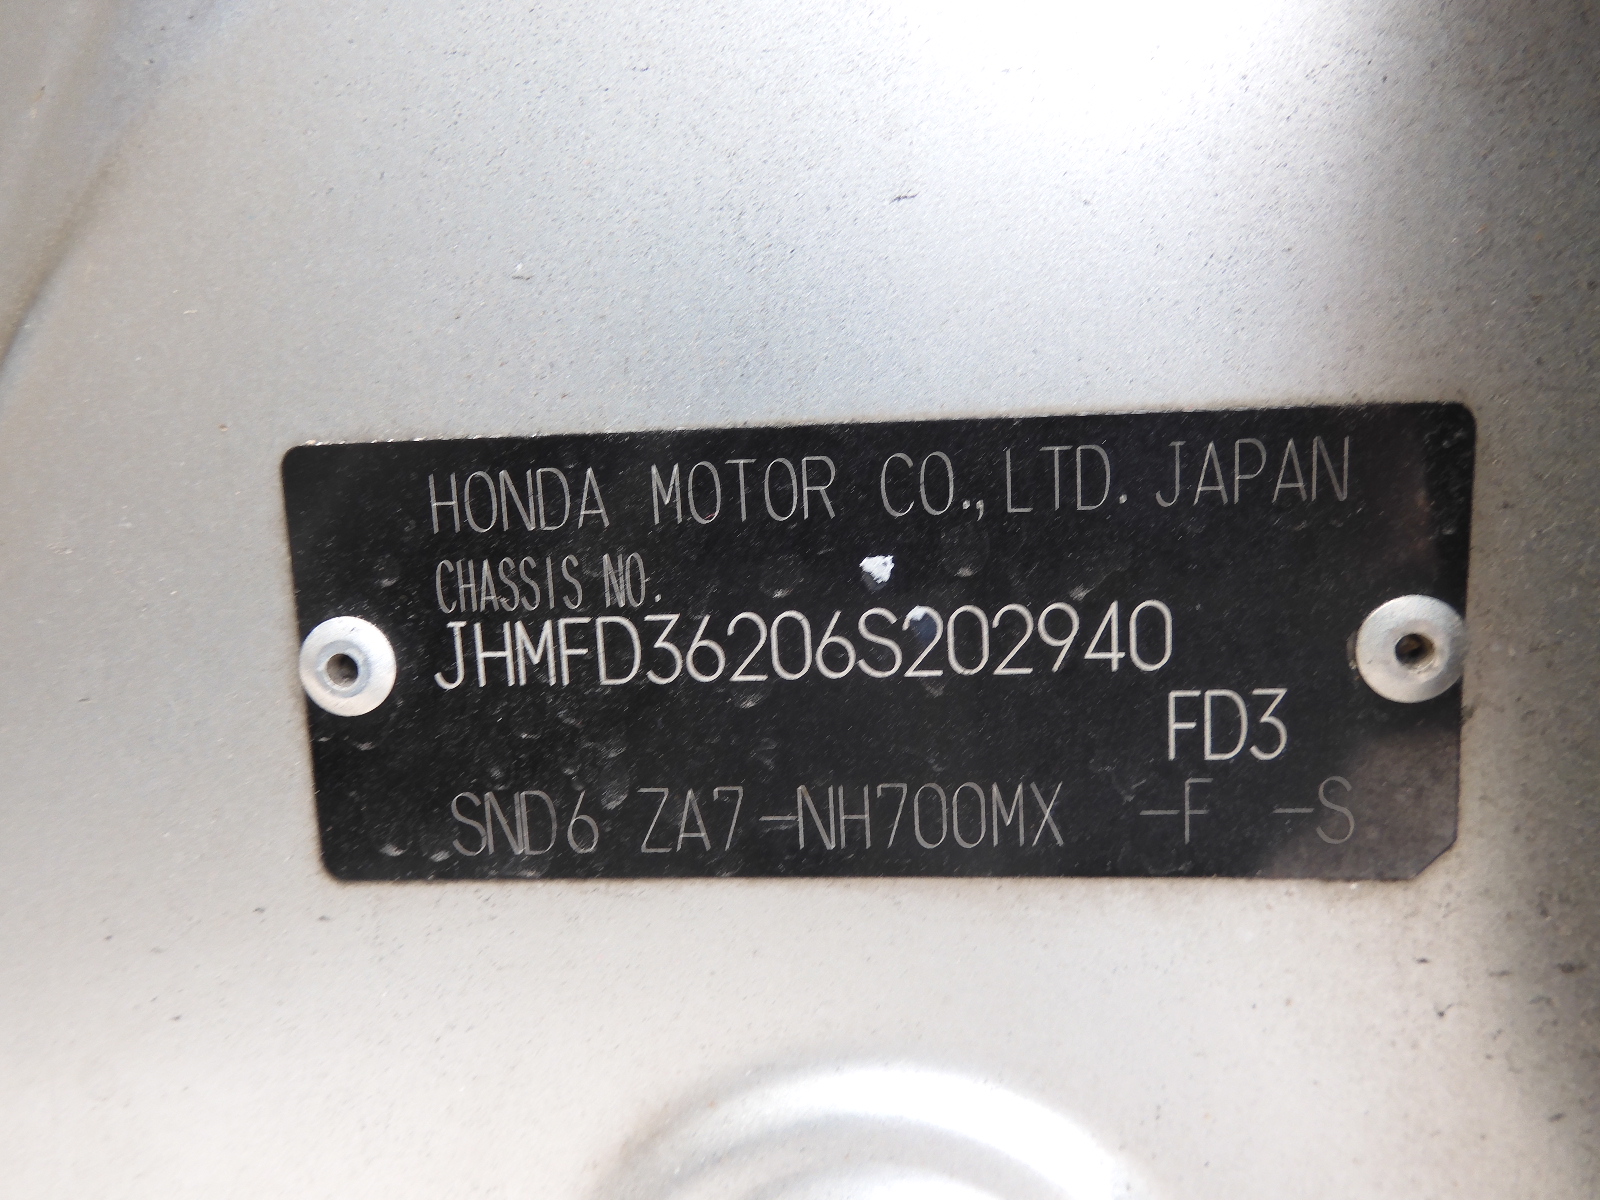 HONDA MOTOR CO., LTD. JAPAN
CHASSIS NO.
JHMFD36206S202940
FD3
SND6 ZA7-NH700MX -F -S